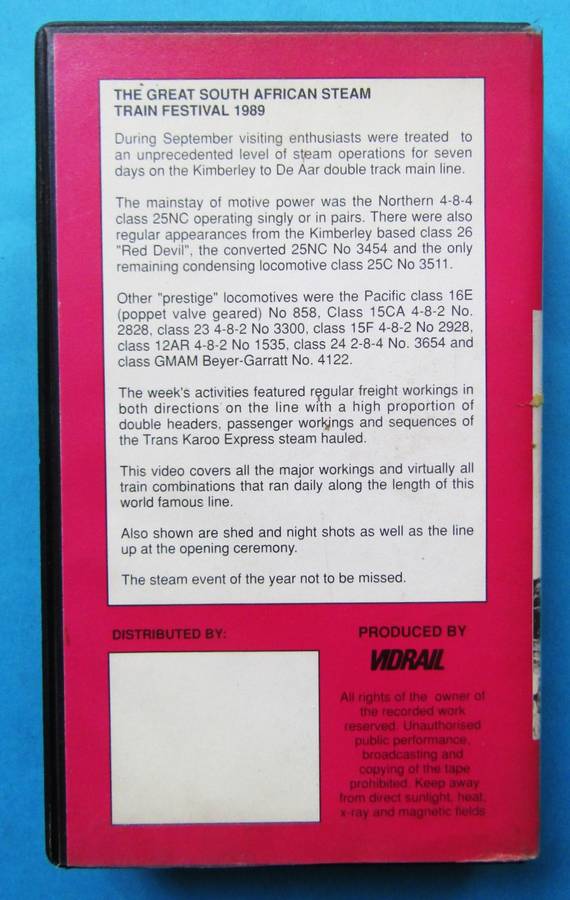 THE GREAT SOUTH AFRICAN STEAM
TRAIN FESTIVAL 1989
During September visiting enthusiasts were treated to
an unprecedented level of steam operations for seven
days on the Kimberley to De Aar double track main line.
The mainstay of motive power was the Northern 4-8-4
class 25NC operating singly or in pairs. There were also
regular appearances from the Kimberley based class 26
"Red Devil", the converted 25NC No 3454 and the only
remaining condensing locomotive class 25C No 3511.
Other "prestige" locomotives were the Pacific class 16E
(poppet valve geared) No 858, Class 15CA 4-8-2 No.
2828, class 23 4-8-2 No 3300, class 15F 4-8-2 No 2928,
class 12AR 4-8-2 No 1535, class 24 2-8-4 No. 3654 and
class GMAM Beyer-Garratt No. 4122.
The week's activities featured regular freight workings in
both directions on the line with a high proportion of
double headers, passenger workings and sequences of
the Trans Karoo Express steam hauled.
This video covers all the major workings and virtually all
train combinations that ran daily along the length of this
world famous line.
Also shown are shed and night shots as well as the line
up at the opening ceremony.
The steam event of the year not to be missed.
DISTRIBUTED BY:
PRODUCED BY
VIDRAIL
All rights of the owner of
the recorded work
reserved. Unauthorised
public performance,
broadcasting and
copying of the tape
prohibited. Keep away
from direct sunlight, heat,
x-ray and magnetic fields